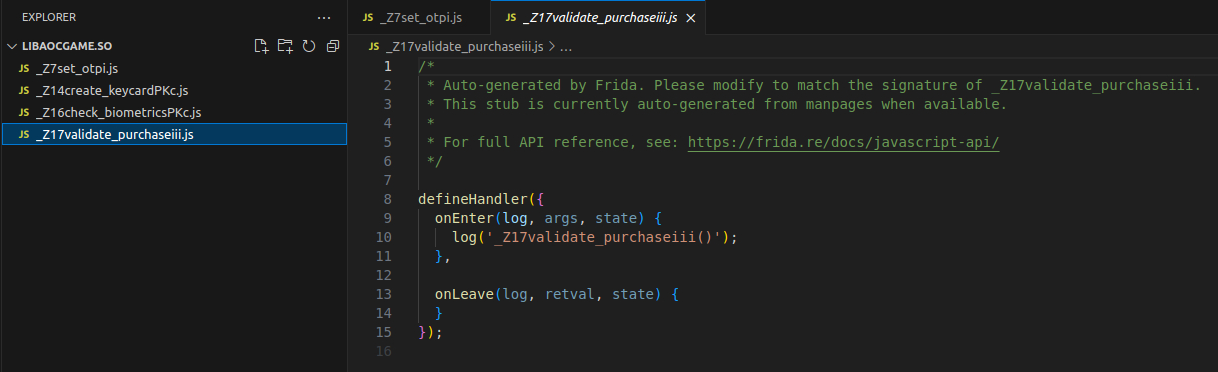 EXPLORER ...
LIBAOCGAME.SO
JS _Z7set_otpi.js
JS _Z14create_keycardPKc.js
JS _Z16check_biometricsPKc.js
JS _Z17validate_purchaseiii.js
JS _Z7set_otpi.js JS _Z17validate_purchaseiii.js
JS _Z17validate_purchaseiii.js > ...
1 /*
2 * Auto-generated by Frida. Please modify to match the signature of _Z17validate_purchaseiii.
3 * This stub is currently auto-generated from manpages when available.
4 *
5 * For full API reference, see: https://frida.re/docs/javascript-api/
6 */
7
8 defineHandler({
9 onEnter(log, args, state) {
10 log('_Z17validate_purchaseiii()');
11 },
12
13 onLeave(log, retval, state) {
14 }
15 });
16